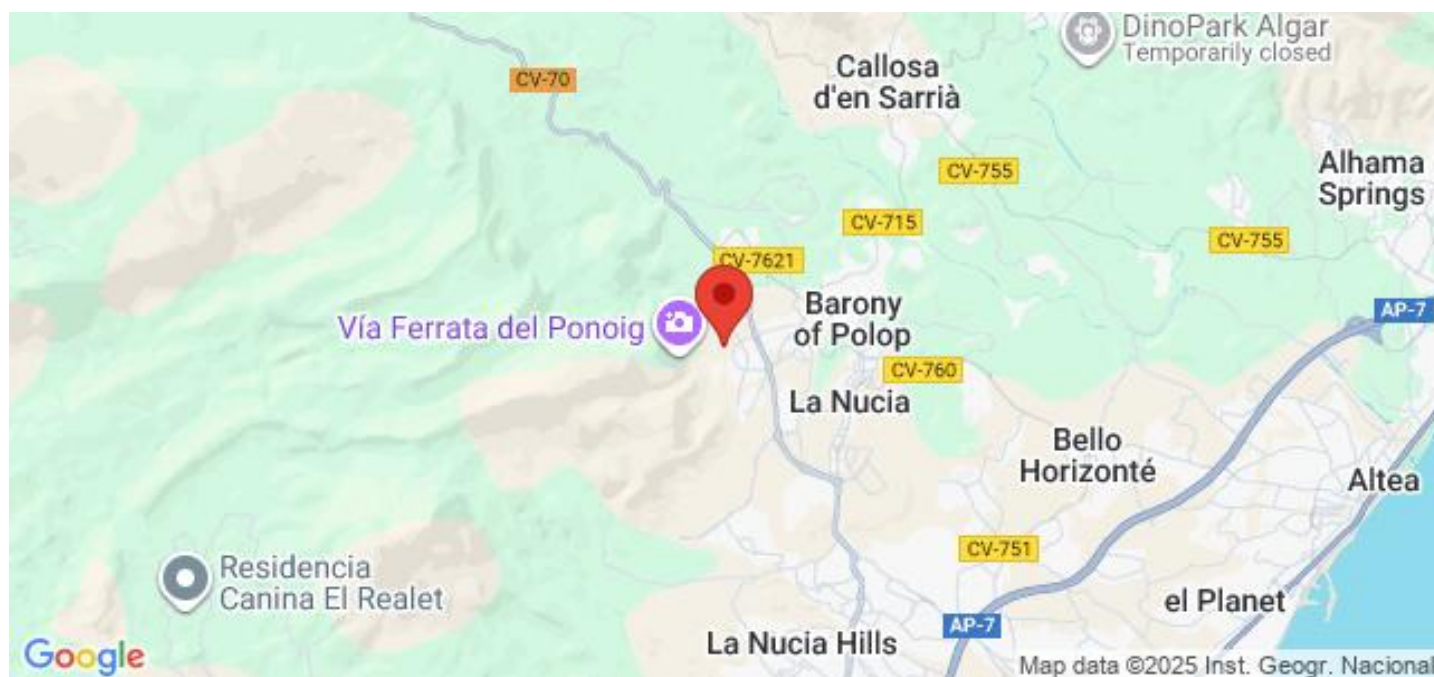 DinoPark Algar
Temporarily closed
Callosa
d'en Sarrià
CV-70
CV-755
Alhama
Springs
CV-715
CV-755
CV-7621
Barony
of Polop
AP-7
Vía Ferrata del Ponoig
CV-760
La Nucia
Bello
Horizonté
Altea
CV-751
Residencia
Canina El Realet
el Planet
AP-7
La Nucia Hills
Google
Map data ©2025 Inst. Geogr. Nacional